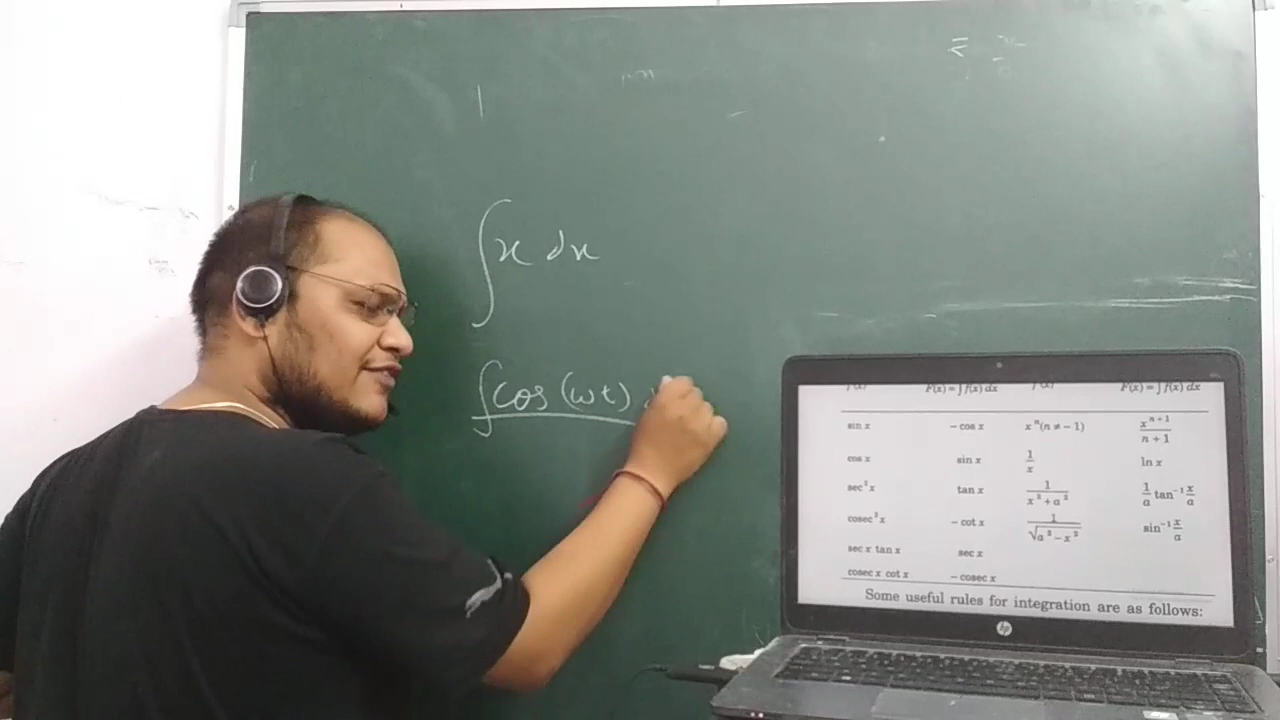 ∫x dx
∫cos (ωt)
f(x) F(x) = ∫f(x) dx f(x) F(x) = ∫f(x) dx
sin x − cos x xⁿ (n ≠ −1) xⁿ⁺¹/(n + 1)
cos x sin x 1/x ln x
sec²x tan x 1/(x² + a²) 1/a tan⁻¹ x/a
cosec²x − cot x 1/√(a² − x²) sin⁻¹ x/a
sec x tan x sec x
cosec x cot x − cosec x
Some useful rules for integration are as follows:
hp